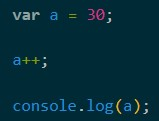 var a = 30;
a++;
console.log(a);